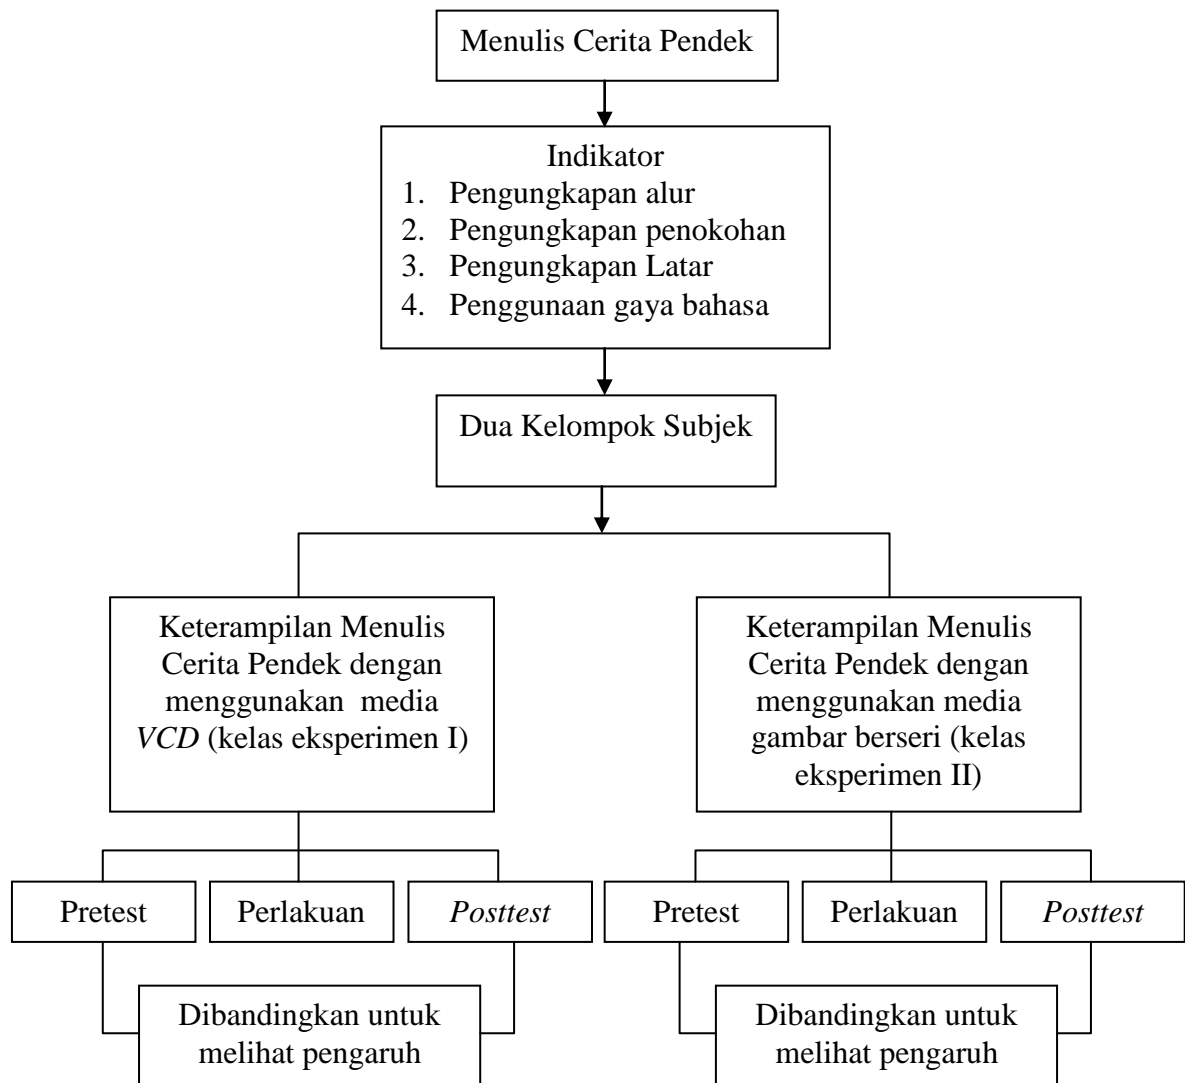 Menulis Cerita Pendek
Indikator
1. Pengungkapan alur
2. Pengungkapan penokohan
3. Pengungkapan Latar
4. Penggunaan gaya bahasa
Dua Kelompok Subjek
Keterampilan Menulis
Cerita Pendek dengan
menggunakan media
VCD (kelas eksperimen I)
Keterampilan Menulis
Cerita Pendek dengan
menggunakan media
gambar berseri (kelas
eksperimen II)
Pretest
Perlakuan
Posttest
Pretest
Perlakuan
Posttest
Dibandingkan untuk
melihat pengaruh
Dibandingkan untuk
melihat pengaruh